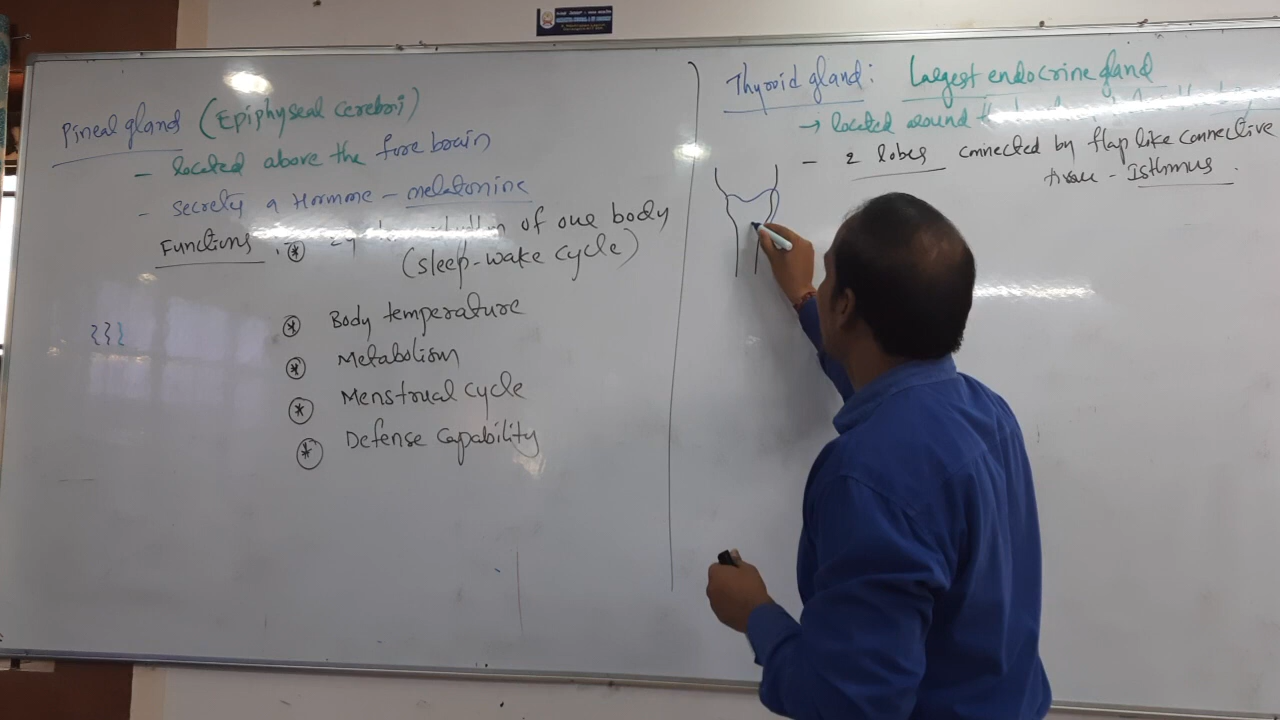 Pineal gland (Epiphyseal cerebri)
- located above the fore brain
- secrets a Hormone - melatonine
Functions : * of our body
(sleep-wake cycle)
* Body temperature
* Metabolism
* Menstrual cycle
* Defense capability
Thyroid gland : Largest endocrine gland
→ located around
- 2 lobes connected by flap like connective
tissue - Isthmus .